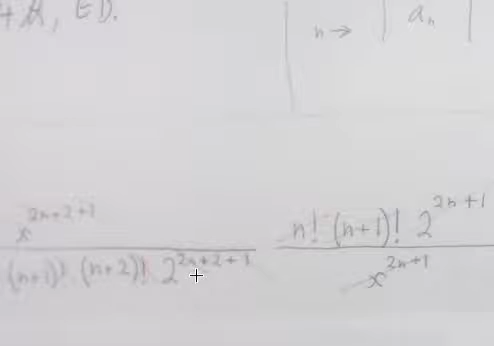 ED.
n→ | aₙ |
x^{2n+2+1} n! (n+1)! 2^{2n+1}
(n+1)! (n+2)! 2^{2n+2+1} x^{2n+1}